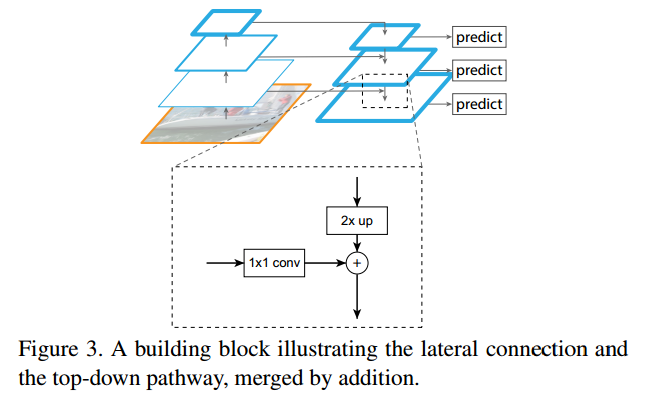 predict
predict
predict
2x up
1x1 conv
+
Figure 3. A building block illustrating the lateral connection and
the top-down pathway, merged by addition.